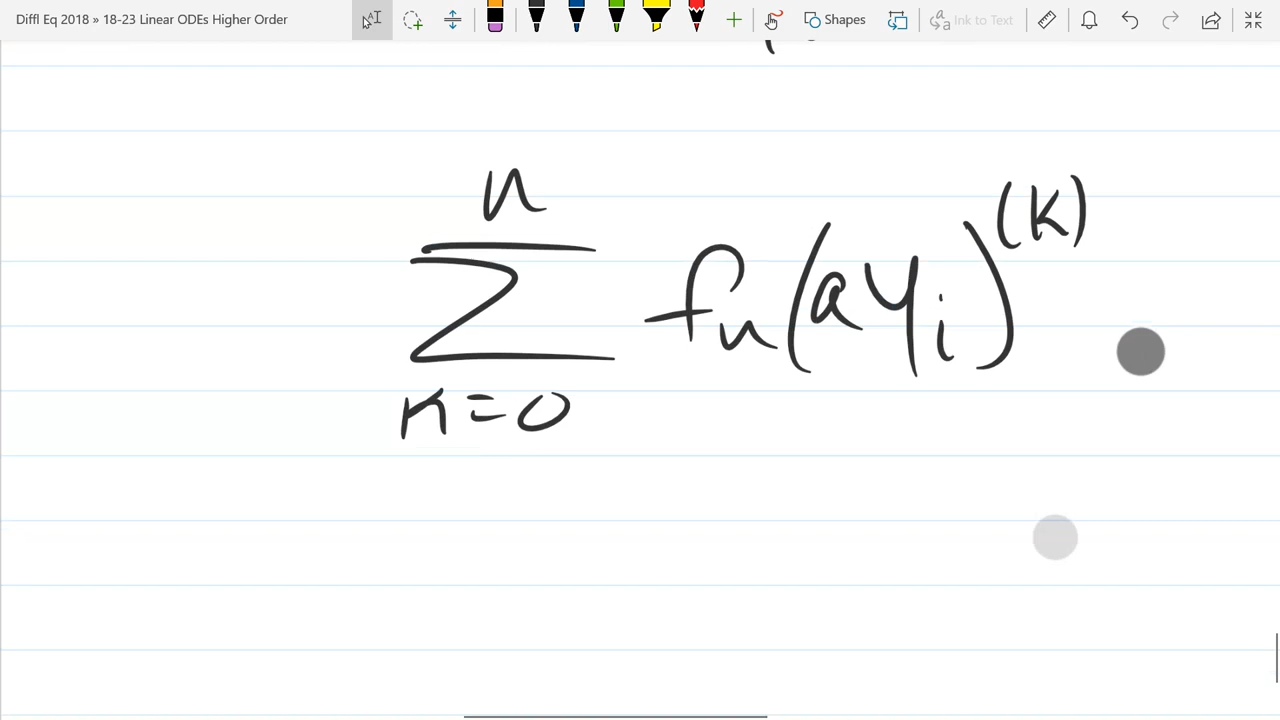 Diffl Eq 2018 » 18-23 Linear ODEs Higher Order
Shapes
Ink to Text
n
∑ fn(ayi)^(k)
k=0